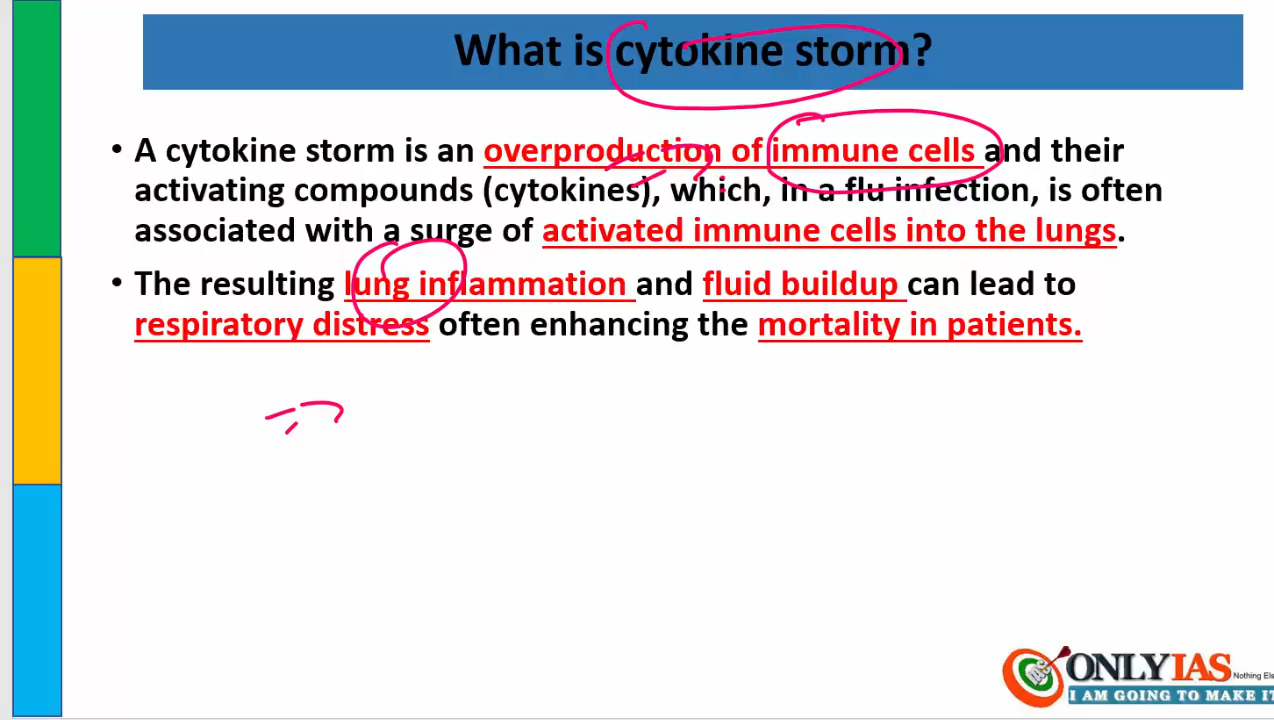 What is cytokine storm?
• A cytokine storm is an overproduction of immune cells and their
activating compounds (cytokines), which, in a flu infection, is often
associated with a surge of activated immune cells into the lungs.
• The resulting lung inflammation and fluid buildup can lead to
respiratory distress often enhancing the mortality in patients.
ONLYIAS
Nothing Els
I AM GOING TO MAKE IT